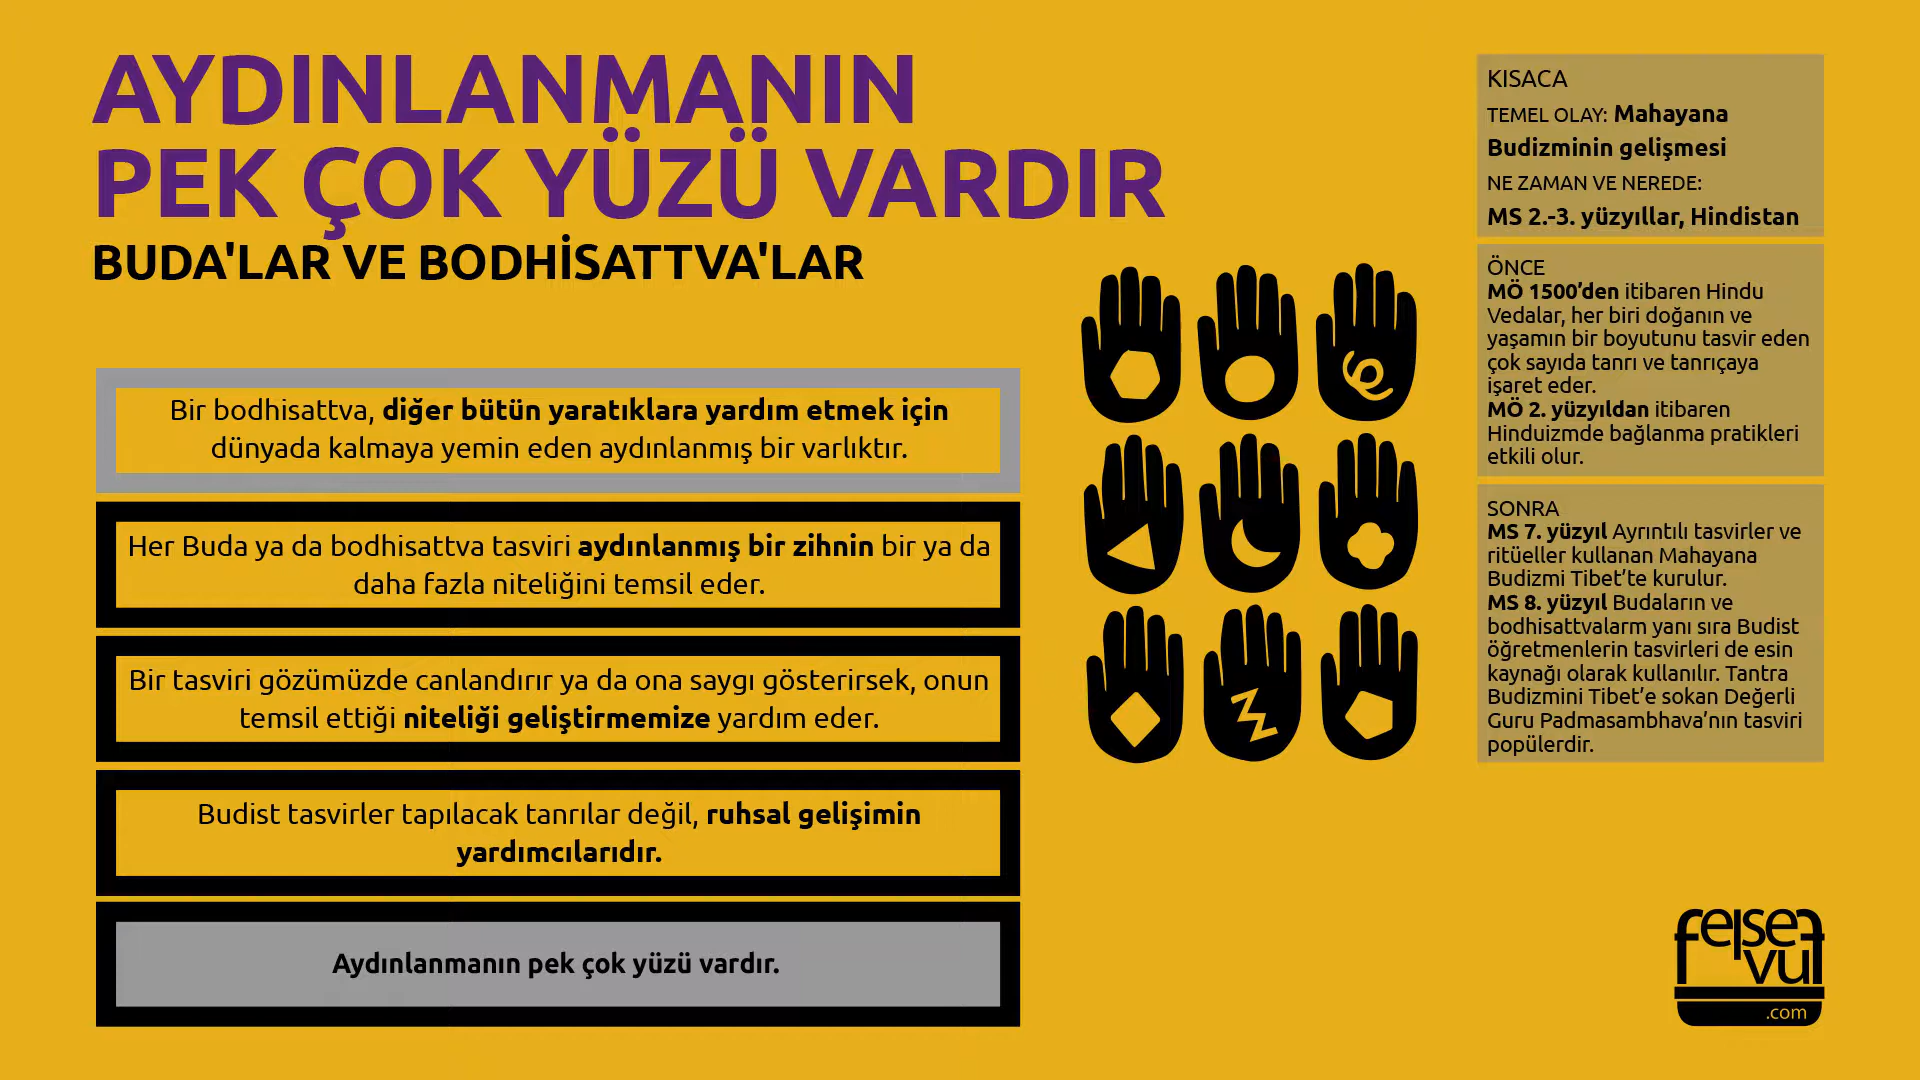 AYDINLANMANIN
PEK ÇOK YÜZÜ VARDIR
BUDA'LAR VE BODHİSATTVA'LAR
Bir bodhisattva, diğer bütün yaratıklara yardım etmek için
dünyada kalmaya yemin eden aydınlanmış bir varlıktır.
Her Buda ya da bodhisattva tasviri aydınlanmış bir zihnin bir ya da
daha fazla niteliğini temsil eder.
Bir tasviri gözümüzde canlandırır ya da ona saygı gösterirsek, onun
temsil ettiği niteliği geliştirmemize yardım eder.
Budist tasvirler tapılacak tanrılar değil, ruhsal gelişimin
yardımcılarıdır.
Aydınlanmanın pek çok yüzü vardır.
KISACA
TEMEL OLAY: Mahayana
Budizminin gelişmesi
NE ZAMAN VE NEREDE:
MS 2.-3. yüzyıllar, Hindistan
ÖNCE
MÖ 1500’den itibaren Hindu
Vedalar, her biri doğanın ve
yaşamın bir boyutunu tasvir eden
çok sayıda tanrı ve tanrıçaya
işaret eder.
MÖ 2. yüzyıldan itibaren
Hinduizmde bağlanma pratikleri
etkili olur.
SONRA
MS 7. yüzyıl Ayrıntılı tasvirler ve
ritüeller kullanan Mahayana
Budizmi Tibet’te kurulur.
MS 8. yüzyıl Budaların ve
bodhisattvalarm yanı sıra Budist
öğretmenlerin tasvirleri de esin
kaynağı olarak kullanılır. Tantra
Budizmini Tibet’e sokan Değerli
Guru Padmasambhava’nın tasviri
popülerdir.
felsef
vul
.com